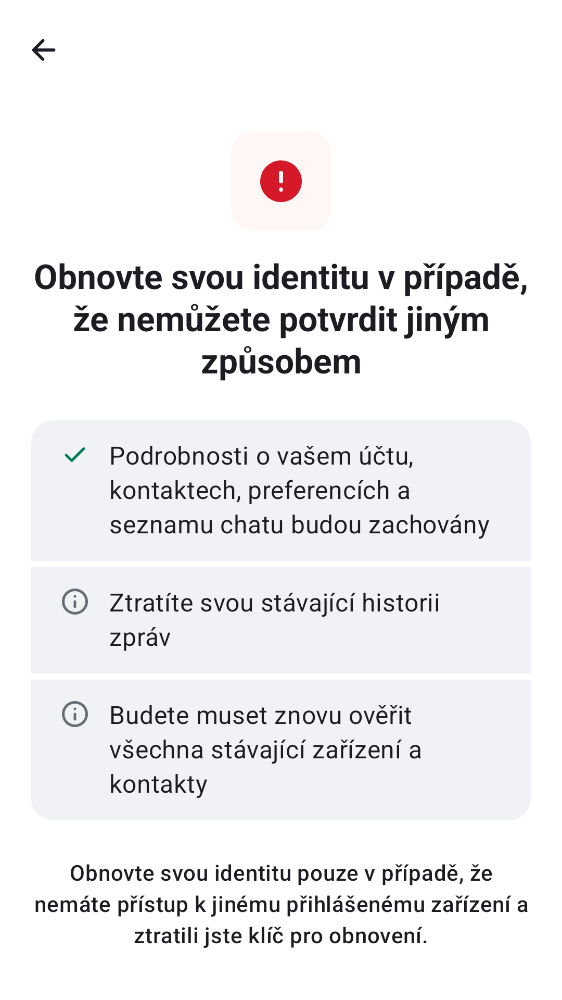 Obnovte svou identitu v případě,
že nemůžete potvrdit jiným
způsobem
Podrobnosti o vašem účtu,
kontaktech, preferencích a
seznamu chatu budou zachovány
Ztratíte svou stávající historii
zpráv
Budete muset znovu ověřit
všechna stávající zařízení a
kontakty
Obnovte svou identitu pouze v případě, že
nemáte přístup k jinému přihlášenému zařízení a
ztratili jste klíč pro obnovení.